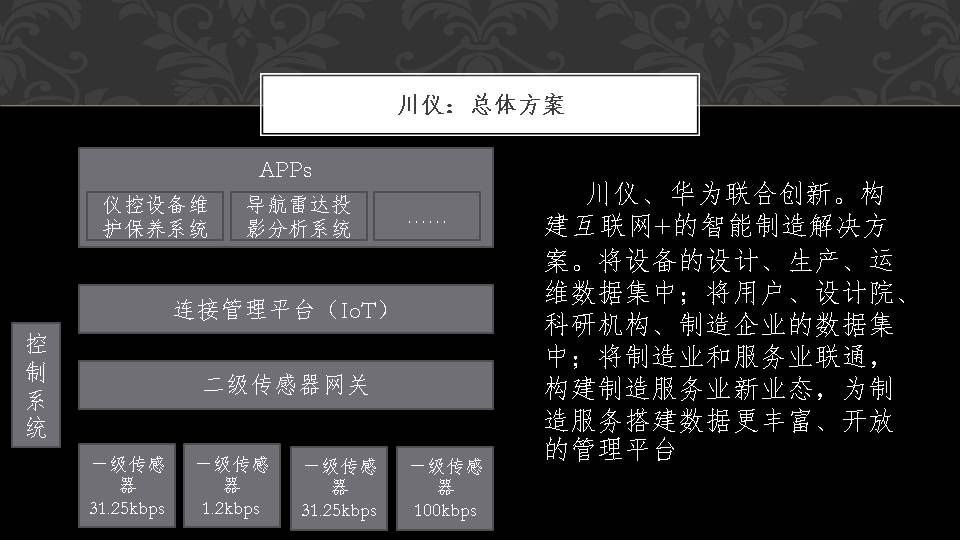 川仪：总体方案
APPs
仪控设备维
护保养系统
导航雷达投
影分析系统
……
连接管理平台（IoT）
二级传感器网关
控
制
系
统
一级传感
器
31.25kbps
一级传感
器
1.2kbps
一级传感
器
31.25kbps
一级传感
器
100kbps
川仪、华为联合创新。构
建互联网+的智能制造解决方
案。将设备的设计、生产、运
维数据集中；将用户、设计院、
科研机构、制造企业的数据集
中；将制造业和服务业联通，
构建制造服务业新业态，为制
造服务搭建数据更丰富、开放
的管理平台